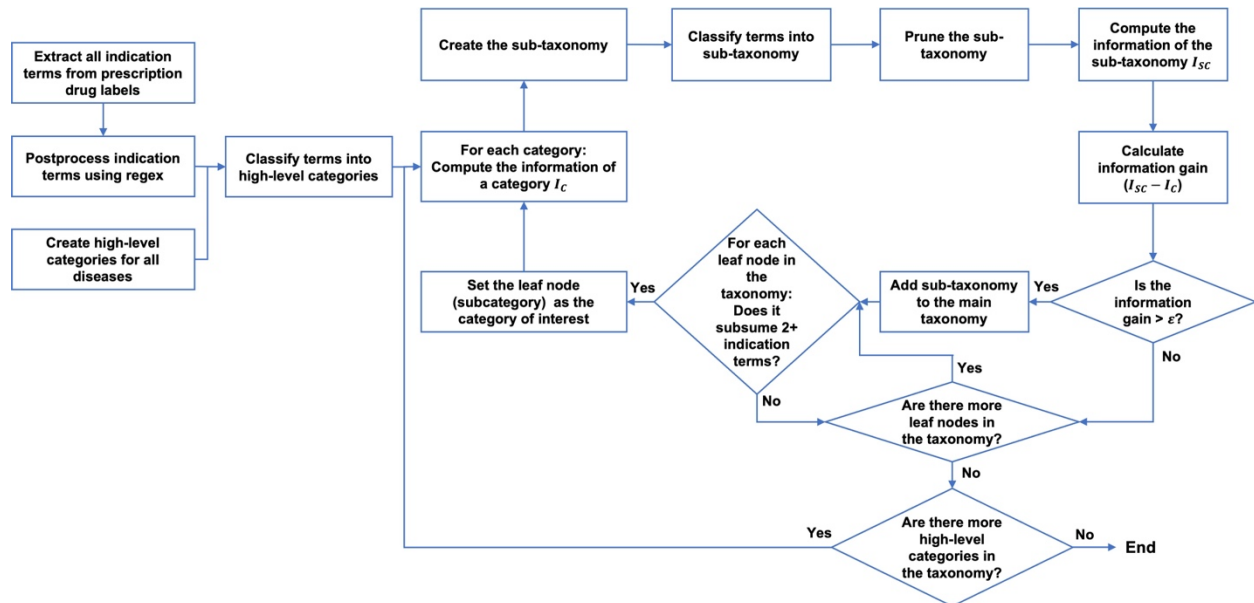 Extract all indication
terms from prescription
drug labels
Postprocess indication
terms using regex
Create high-level
categories for all
diseases
Classify terms into
high-level categories
For each category:
Compute the information of
a category I_C
Create the sub-taxonomy
Classify terms into
sub-taxonomy
Prune the sub-
taxonomy
Compute the
information of the
sub-taxonomy I_SC
Calculate
information gain
(I_SC − I_C)
Is the
information
gain > ε?
Yes
No
Add sub-taxonomy
to the main
taxonomy
For each
leaf node in
the
taxonomy:
Does it
subsume 2+
indication
terms?
Yes
No
Set the leaf node
(subcategory) as the
category of interest
Are there more
leaf nodes in
the taxonomy?
Yes
No
Are there more
high-level
categories in
the taxonomy?
Yes
No
End